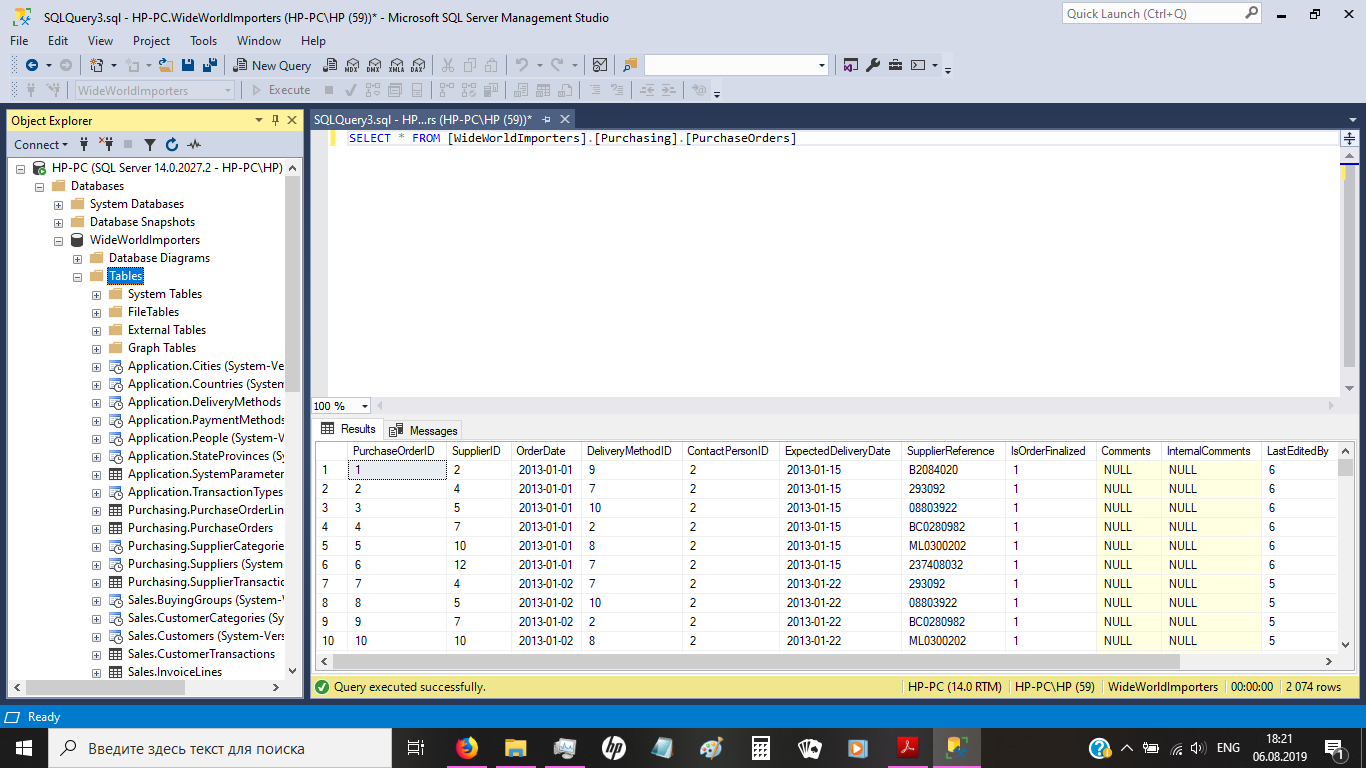 SQLQuery3.sql - HP-PC.WideWorldImporters (HP-PC\HP (59))* - Microsoft SQL Server Management Studio
Quick Launch (Ctrl+Q)
File Edit View Project Tools Window Help
New Query MDX DMX XMLA DAX
WideWorldImporters Execute
Object Explorer
SQLQuery3.sql - HP...rs (HP-PC\HP (59))*
Connect
SELECT * FROM [WideWorldImporters].[Purchasing].[PurchaseOrders]
HP-PC (SQL Server 14.0.2027.2 - HP-PC\HP)
Databases
System Databases
Database Snapshots
WideWorldImporters
Database Diagrams
Tables
System Tables
FileTables
External Tables
Graph Tables
Application.Cities (System-Ve
Application.Countries (System
Application.DeliveryMethods
Application.PaymentMethods
Application.People (System-V
Application.StateProvinces (S
Application.SystemParameter
Application.TransactionTypes
Purchasing.PurchaseOrderLin
Purchasing.PurchaseOrders
Purchasing.SupplierCategorie
Purchasing.Suppliers (System
Purchasing.SupplierTransactic
Sales.BuyingGroups (System-V
Sales.CustomerCategories (Sy
Sales.Customers (System-Vers
Sales.CustomerTransactions
Sales.InvoiceLines
100 %
Results Messages
PurchaseOrderID SupplierID OrderDate DeliveryMethodID ContactPersonID ExpectedDeliveryDate SupplierReference IsOrderFinalized Comments InternalComments LastEditedBy
1 1 2 2013-01-01 9 2 2013-01-15 B2084020 1 NULL NULL 6
2 2 4 2013-01-01 7 2 2013-01-15 293092 1 NULL NULL 6
3 3 5 2013-01-01 10 2 2013-01-15 08803922 1 NULL NULL 6
4 4 7 2013-01-01 2 2 2013-01-15 BC0280982 1 NULL NULL 6
5 5 10 2013-01-01 8 2 2013-01-15 ML0300202 1 NULL NULL 6
6 6 12 2013-01-01 7 2 2013-01-15 237408032 1 NULL NULL 6
7 7 4 2013-01-02 7 2 2013-01-22 293092 1 NULL NULL 5
8 8 5 2013-01-02 10 2 2013-01-22 08803922 1 NULL NULL 5
9 9 7 2013-01-02 2 2 2013-01-22 BC0280982 1 NULL NULL 5
10 10 10 2013-01-02 8 2 2013-01-22 ML0300202 1 NULL NULL 5
Query executed successfully. HP-PC (14.0 RTM) HP-PC\HP (59) WideWorldImporters 00:00:00 2 074 rows
Ready
Введите здесь текст для поиска
hp
ENG
18:21
06.08.2019
1